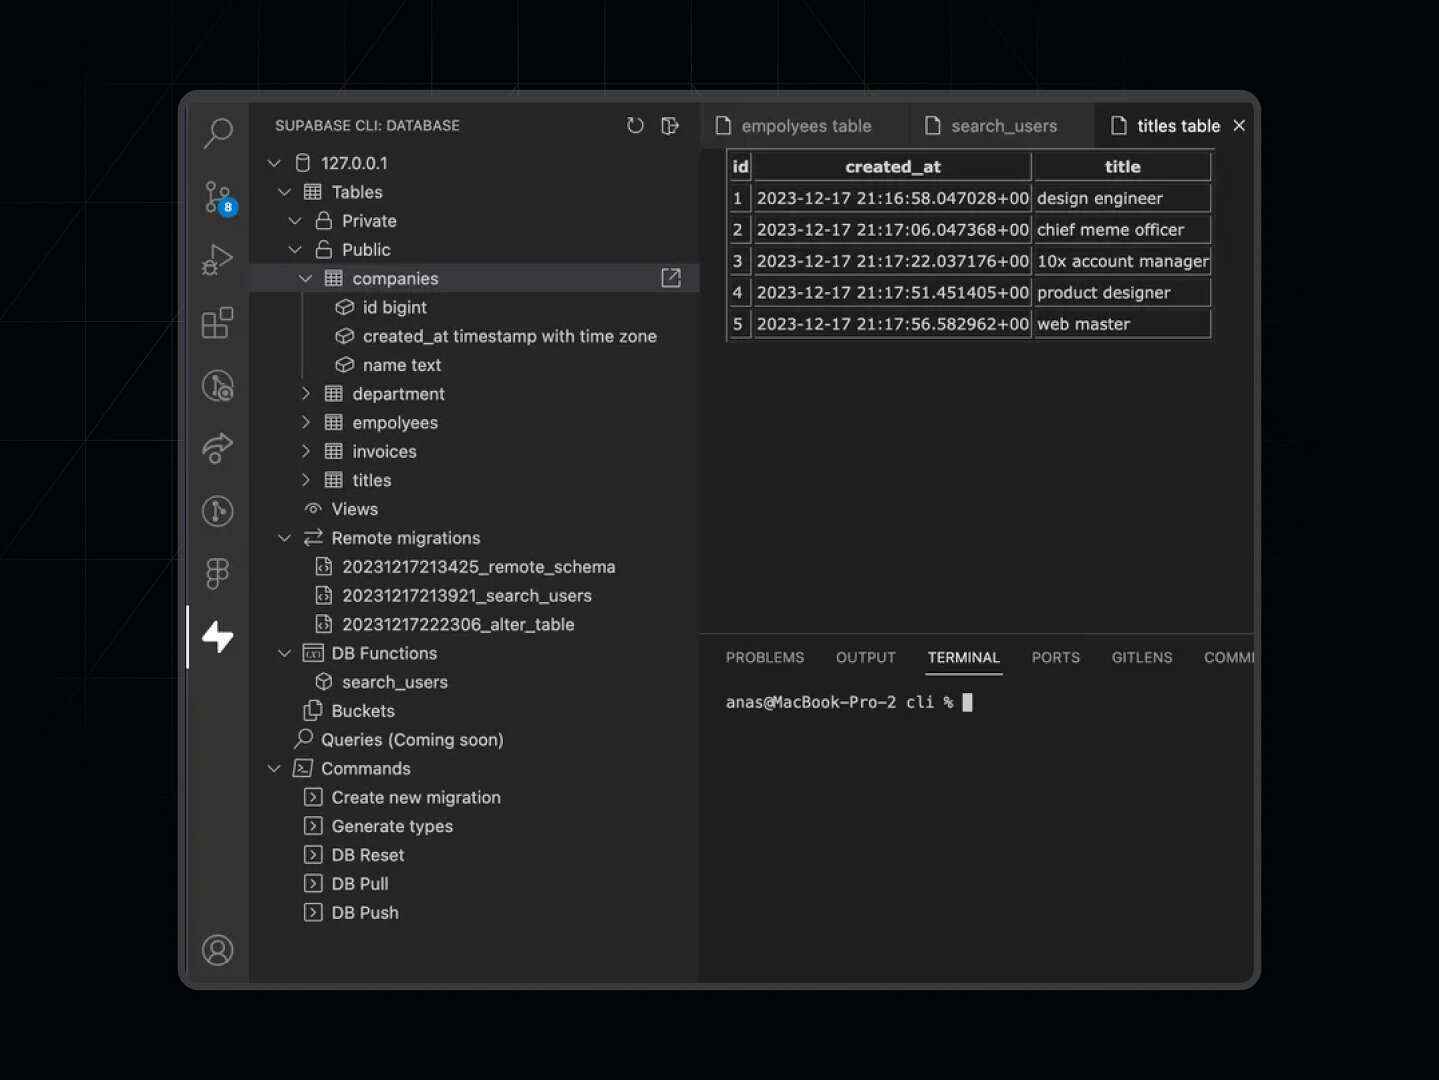 SUPABASE CLI: DATABASE
127.0.0.1
Tables
Private
Public
companies
id bigint
created_at timestamp with time zone
name text
department
empolyees
invoices
titles
Views
Remote migrations
20231217213425_remote_schema
20231217213921_search_users
20231217222306_alter_table
DB Functions
search_users
Buckets
Queries (Coming soon)
Commands
Create new migration
Generate types
DB Reset
DB Pull
DB Push
8
empolyees table search_users titles table
id created_at title
1 2023-12-17 21:16:58.047028+00 design engineer
2 2023-12-17 21:17:06.047368+00 chief meme officer
3 2023-12-17 21:17:22.037176+00 10x account manager
4 2023-12-17 21:17:51.451405+00 product designer
5 2023-12-17 21:17:56.582962+00 web master
PROBLEMS OUTPUT TERMINAL PORTS GITLENS COMM
anas@MacBook-Pro-2 cli %